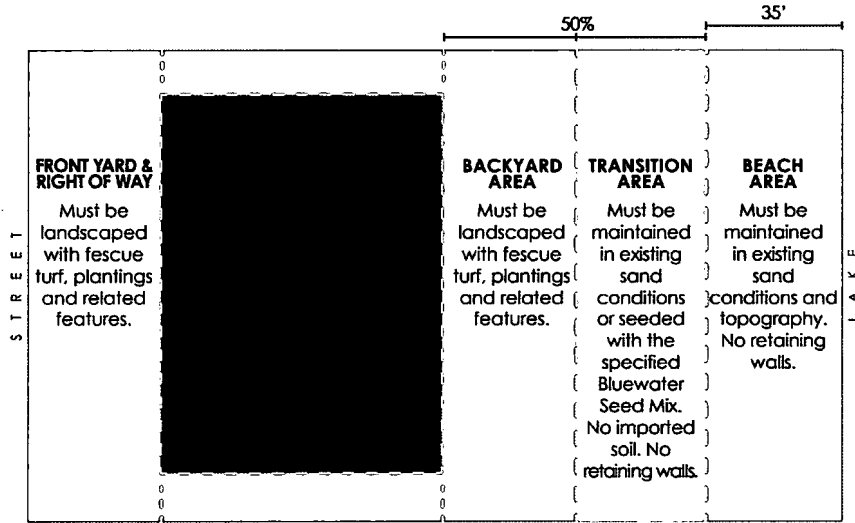 50%
35'
STREET
FRONT YARD &
RIGHT OF WAY
Must be
landscaped
with fescue
turf, plantings
and related
features.
BACKYARD
AREA
Must be
landscaped
with fescue
turf, plantings
and related
features.
TRANSITION
AREA
Must be
maintained
in existing
sand
conditions
or seeded
with the
specified
Bluewater
Seed Mix.
No imported
soil. No
retaining walls.
BEACH
AREA
Must be
maintained
in existing
sand
conditions and
topography.
No retaining
walls.
LAKE